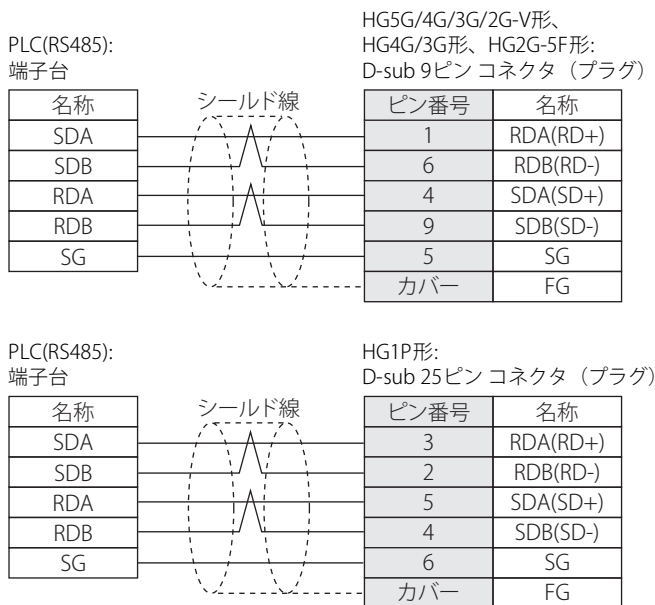 PLC(RS485):
端子台
HG5G/4G/3G/2G-V形、
HG4G/3G形、HG2G-5F形:
D-sub 9ピン コネクタ（プラグ）
名称 シールド線 ピン番号 名称
SDA 1 RDA(RD+)
SDB 6 RDB(RD-)
RDA 4 SDA(SD+)
RDB 9 SDB(SD-)
SG 5 SG
カバー FG
PLC(RS485):
端子台
HG1P形:
D-sub 25ピン コネクタ（プラグ）
名称 シールド線 ピン番号 名称
SDA 3 RDA(RD+)
SDB 2 RDB(RD-)
RDA 5 SDA(SD+)
RDB 4 SDB(SD-)
SG 6 SG
カバー FG